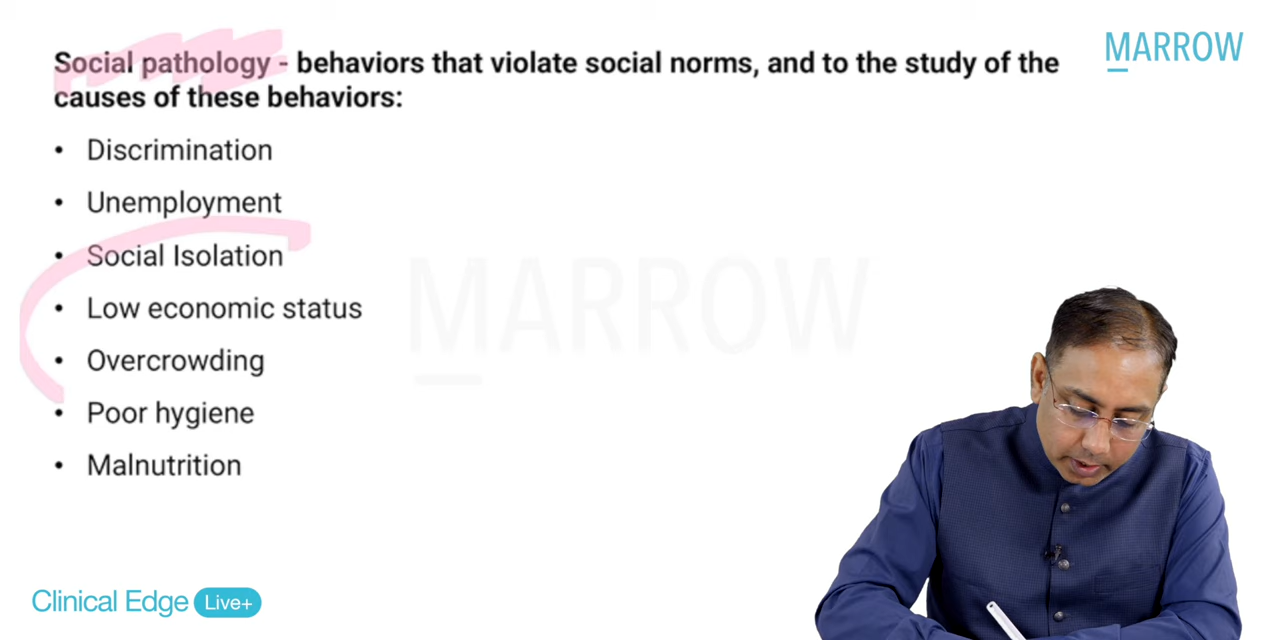 MARROW
Social pathology - behaviors that violate social norms, and to the study of the
causes of these behaviors:
• Discrimination
• Unemployment
• Social Isolation
• Low economic status
• Overcrowding
• Poor hygiene
• Malnutrition
MARROW
Clinical Edge Live+